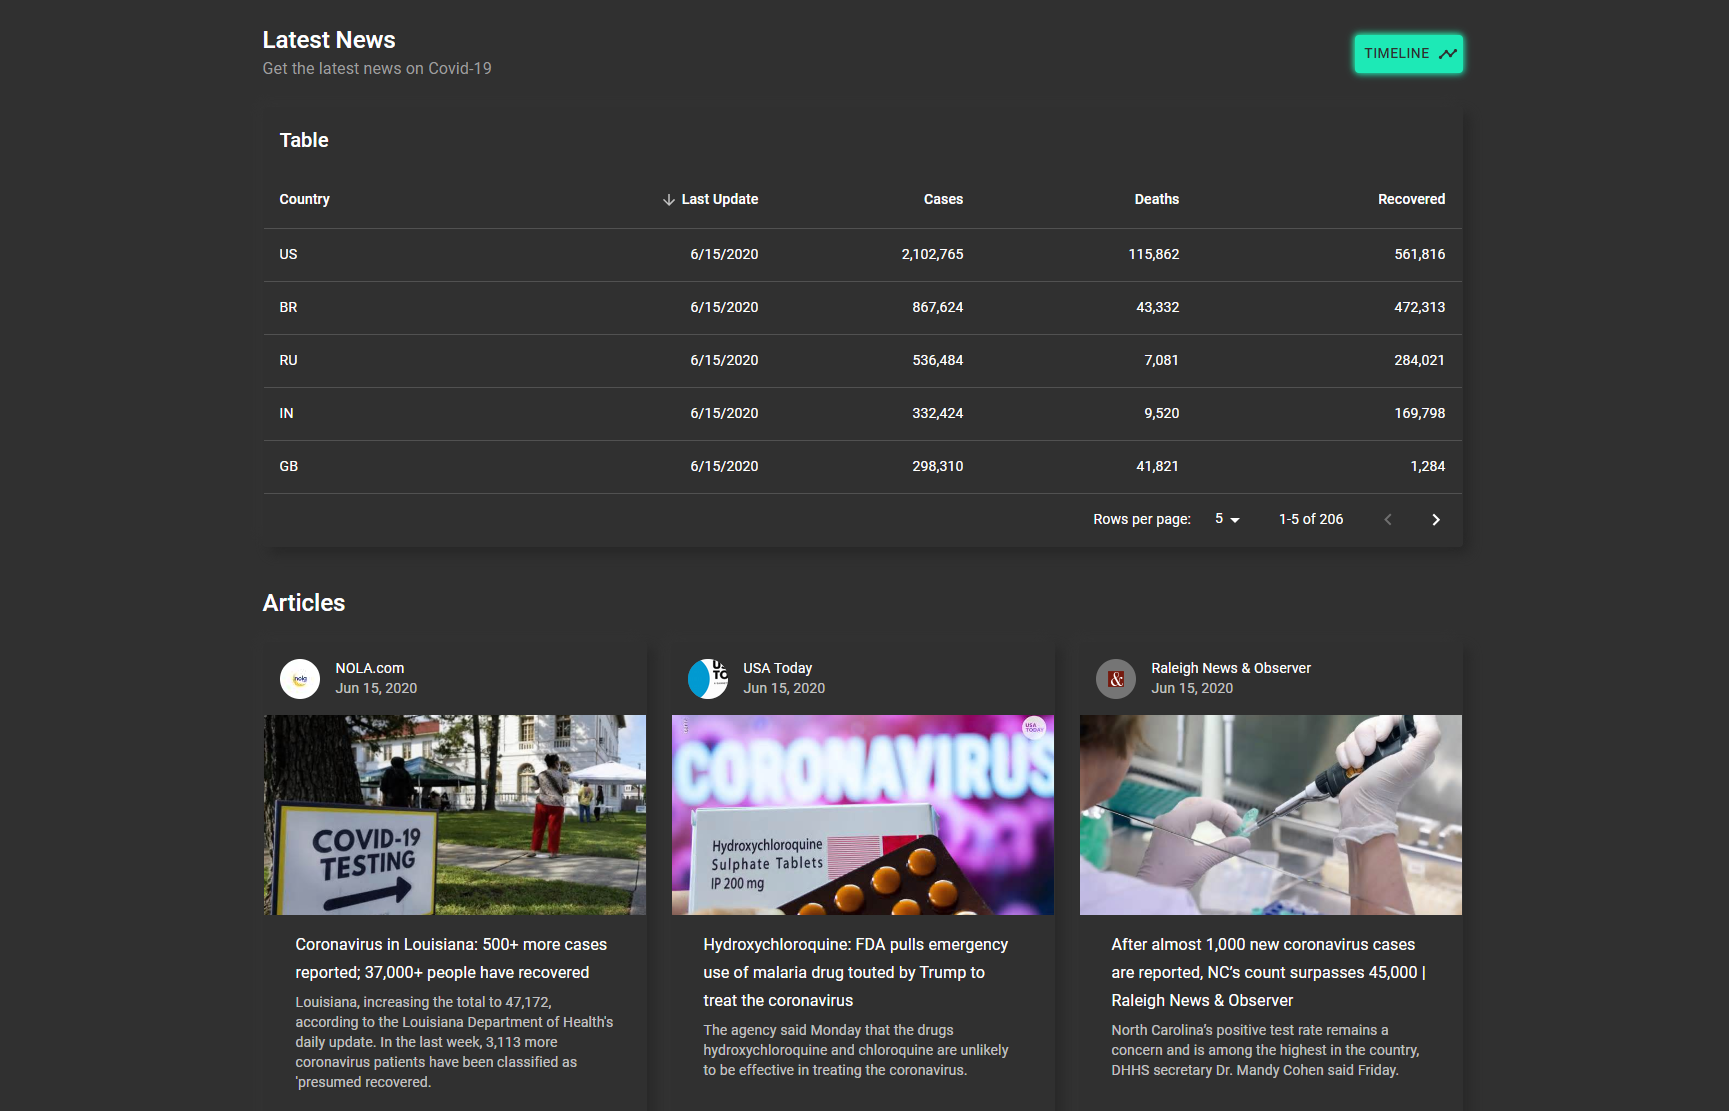 Latest News
Get the latest news on Covid-19
TIMELINE
Table
Country Last Update Cases Deaths Recovered
US 6/15/2020 2,102,765 115,862 561,816
BR 6/15/2020 867,624 43,332 472,313
RU 6/15/2020 536,484 7,081 284,021
IN 6/15/2020 332,424 9,520 169,798
GB 6/15/2020 298,310 41,821 1,284
Rows per page: 5 1-5 of 206
Articles
nola
NOLA.com
Jun 15, 2020
COVID-19
TESTING
Coronavirus in Louisiana: 500+ more cases
reported; 37,000+ people have recovered
Louisiana, increasing the total to 47,172,
according to the Louisiana Department of Health's
daily update. In the last week, 3,113 more
coronavirus patients have been classified as
'presumed recovered.
USA Today
Jun 15, 2020
USA
TODAY
CORONAVIRUS
Hydroxychloroquine
Sulphate Tablets
IP 200 mg
Hydroxychloroquine: FDA pulls emergency
use of malaria drug touted by Trump to
treat the coronavirus
The agency said Monday that the drugs
hydroxychloroquine and chloroquine are unlikely
to be effective in treating the coronavirus.
&
Raleigh News & Observer
Jun 15, 2020
After almost 1,000 new coronavirus cases
are reported, NC’s count surpasses 45,000 |
Raleigh News & Observer
North Carolina’s positive test rate remains a
concern and is among the highest in the country,
DHHS secretary Dr. Mandy Cohen said Friday.